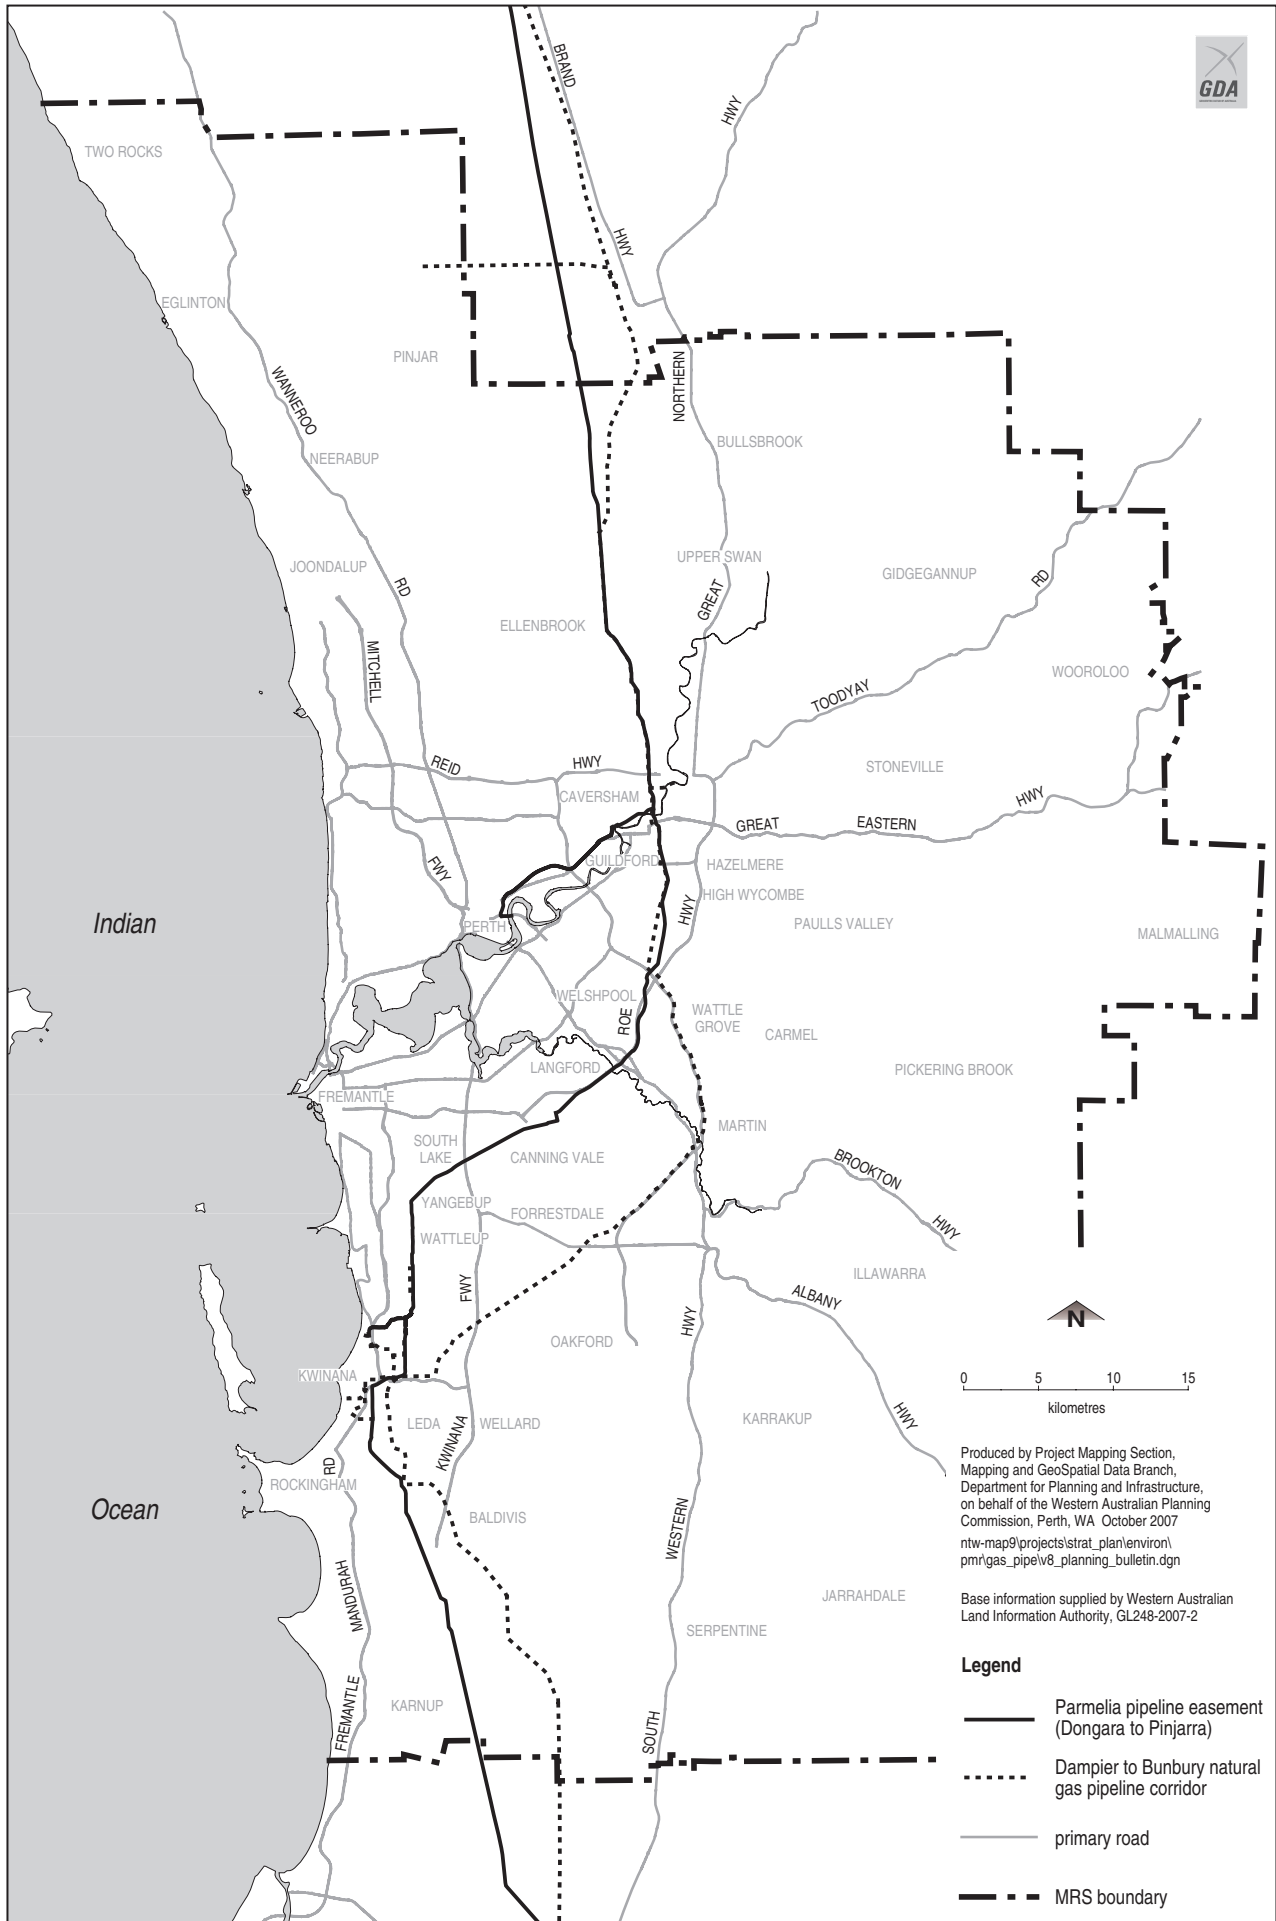 BRAND
HWY
GDA
TWO ROCKS
HWY
EGLINTON
PINJAR
NORTHERN
WANNEROO
BULLSBROOK
NEERABUP
JOONDALUP
UPPER SWAN
GIDGEGANNUP
RD
RD
GREAT
ELLENBROOK
MITCHELL
WOOROLOO
TOODYAY
REID
HWY
STONEVILLE
CAVERSHAM
HWY
GREAT
EASTERN
GUILDFORD
HAZELMERE
FWY
HIGH WYCOMBE
HWY
Indian
PERTH
PAULLS VALLEY
MALMALLING
WELSHPOOL
WATTLE
GROVE
ROE
CARMEL
LANGFORD
PICKERING BROOK
FREMANTLE
MARTIN
SOUTH
LAKE
CANNING VALE
BROOKTON
YANGEBUP
FORRESTDALE
HWY
WATTLEUP
ILLAWARRA
FWY
ALBANY
HWY
N
OAKFORD
KWINANA
0 5 10 15
kilometres
LEDA
WELLARD
KARRAKUP
HWY
KWINANA
RD
ROCKINGHAM
Produced by Project Mapping Section,
Mapping and GeoSpatial Data Branch,
Department for Planning and Infrastructure,
on behalf of the Western Australian Planning
Commission, Perth, WA October 2007
ntw-map9\projects\strat_plan\environ\
pmr\gas_pipe\v8_planning_bulletin.dgn
Ocean
BALDIVIS
WESTERN
MANDURAH
JARRAHDALE
Base information supplied by Western Australian
Land Information Authority, GL248-2007-2
SERPENTINE
Legend
FREMANTLE
KARNUP
SOUTH
Parmelia pipeline easement
(Dongara to Pinjarra)
Dampier to Bunbury natural
gas pipeline corridor
primary road
MRS boundary